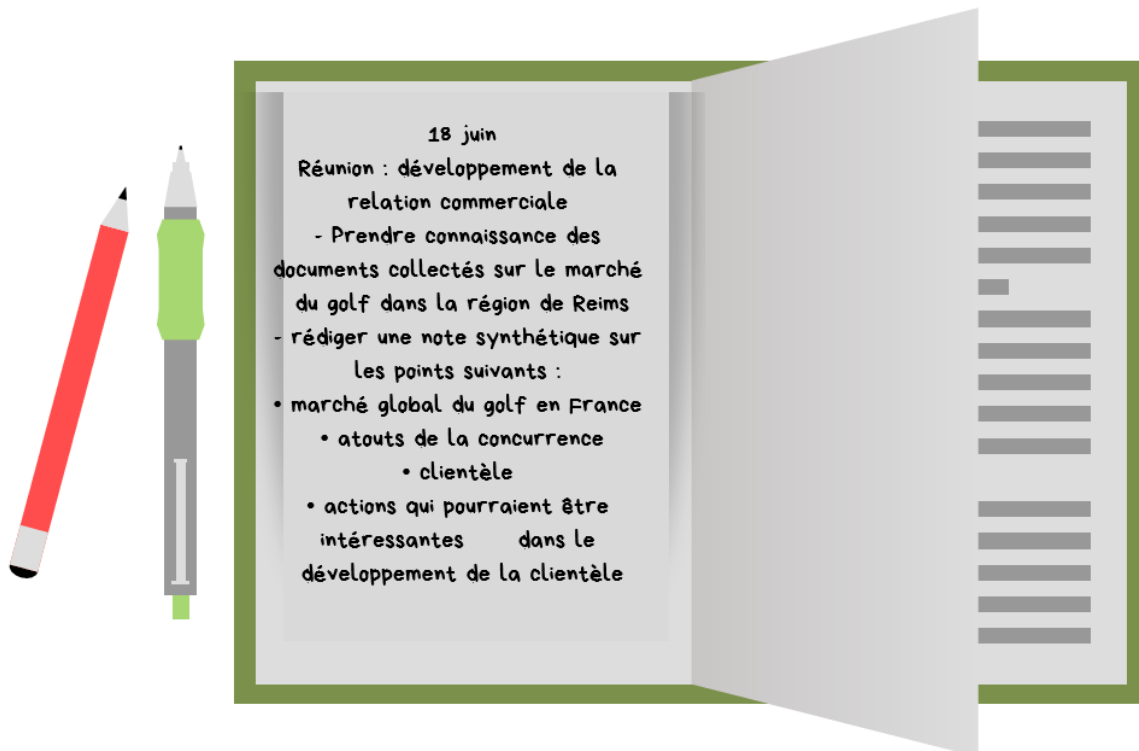 18 juin
Réunion : développement de la
relation commerciale
- Prendre connaissance des
documents collectés sur le marché
du golf dans la région de Reims
- rédiger une note synthétique sur
les points suivants :
• marché global du golf en France
• atouts de la concurrence
• clientèle
• actions qui pourraient être
intéressantes dans le
développement de la clientèle